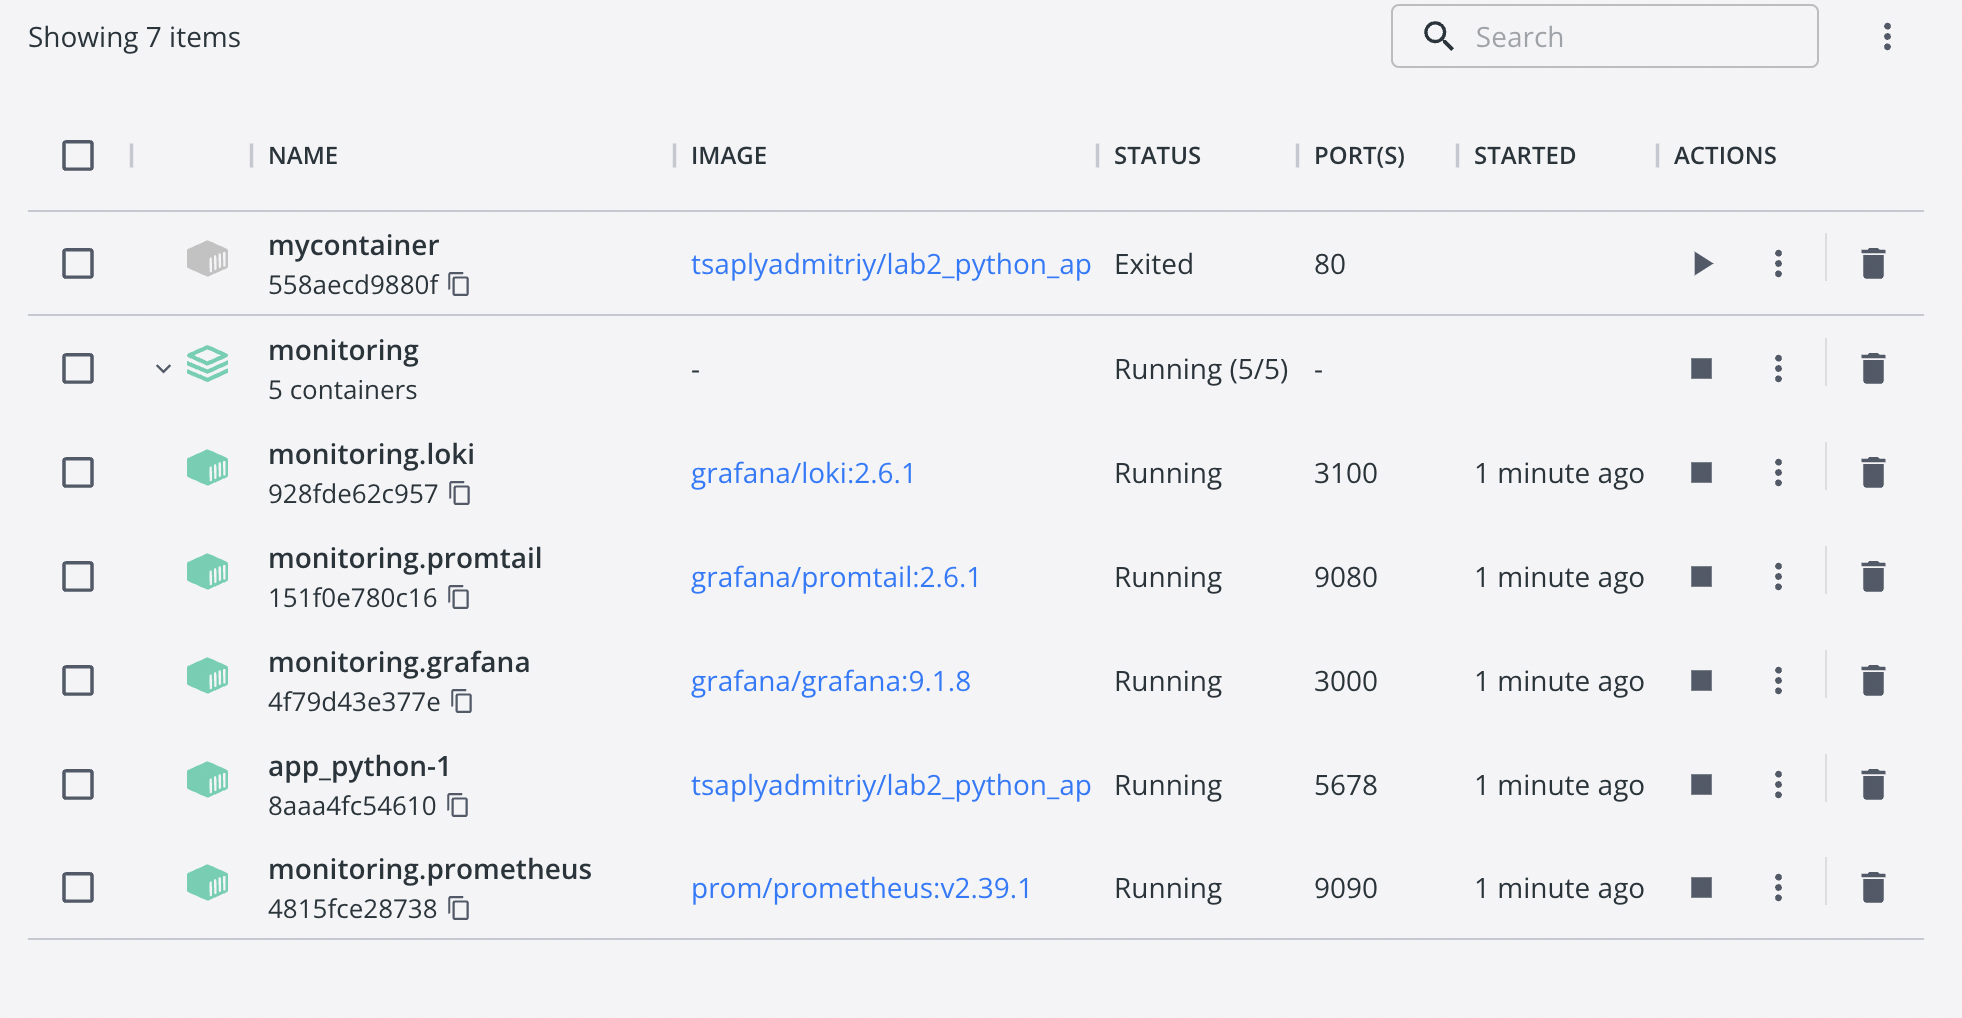 Showing 7 items
Search
NAME IMAGE STATUS PORT(S) STARTED ACTIONS
mycontainer
558aecd9880f
tsaplyadmitriy/lab2_python_ap Exited 80
monitoring
5 containers
- Running (5/5) -
monitoring.loki
928fde62c957
grafana/loki:2.6.1 Running 3100 1 minute ago
monitoring.promtail
151f0e780c16
grafana/promtail:2.6.1 Running 9080 1 minute ago
monitoring.grafana
4f79d43e377e
grafana/grafana:9.1.8 Running 3000 1 minute ago
app_python-1
8aaa4fc54610
tsaplyadmitriy/lab2_python_ap Running 5678 1 minute ago
monitoring.prometheus
4815fce28738
prom/prometheus:v2.39.1 Running 9090 1 minute ago